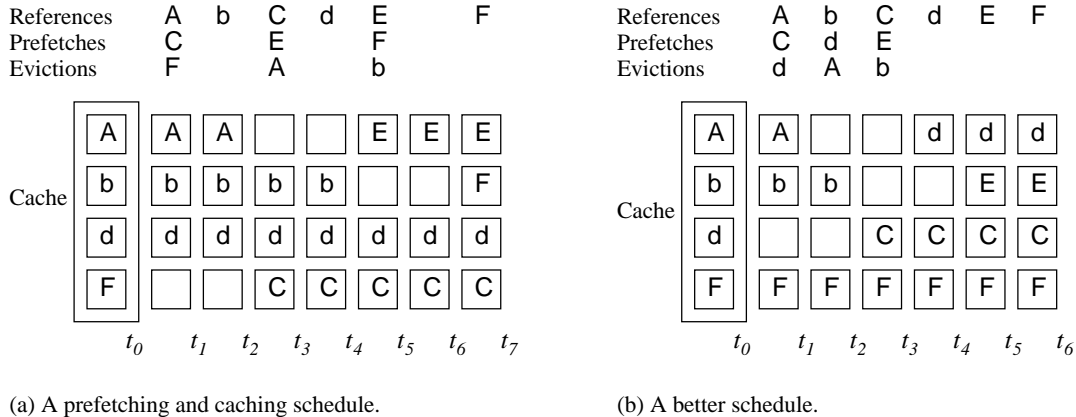 References A b C d E F
Prefetches C E F
Evictions F A b
Cache
A A A E E E
b b b b b F
d d d d d d d d
F C C C C C
t0 t1 t2 t3 t4 t5 t6 t7
(a) A prefetching and caching schedule.
References A b C d E F
Prefetches C d E
Evictions d A b
Cache
A A d d d
b b b E E
d C C C C
F F F F F F F
t0 t1 t2 t3 t4 t5 t6
(b) A better schedule.